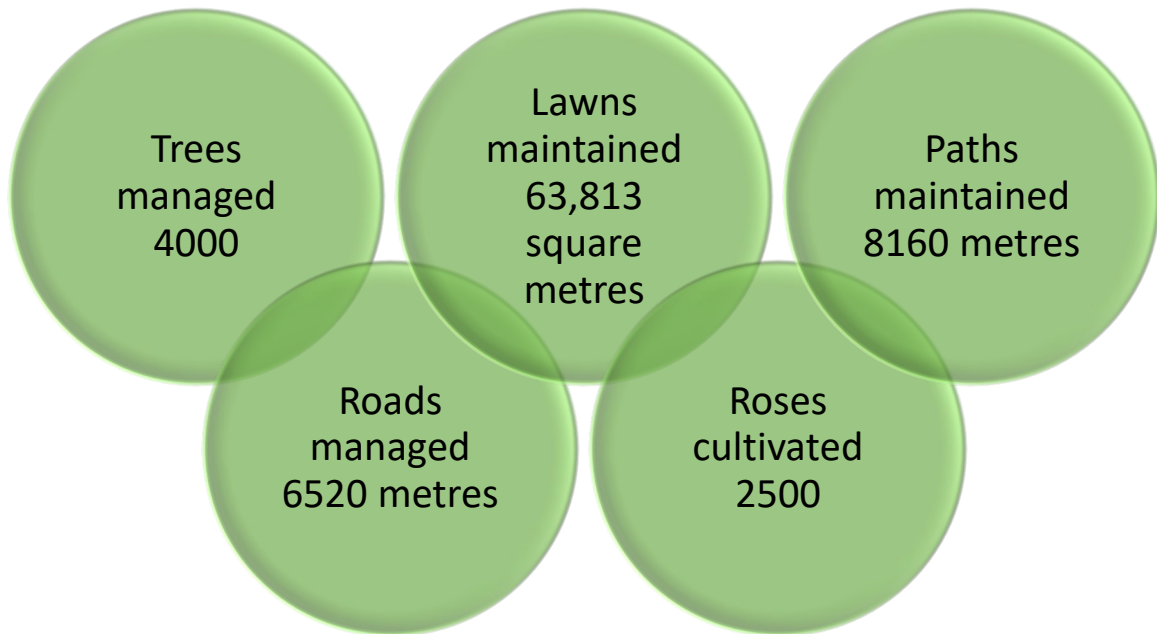 Trees
managed
4000
Lawns
maintained
63,813
square
metres
Paths
maintained
8160 metres
Roads
managed
6520 metres
Roses
cultivated
2500